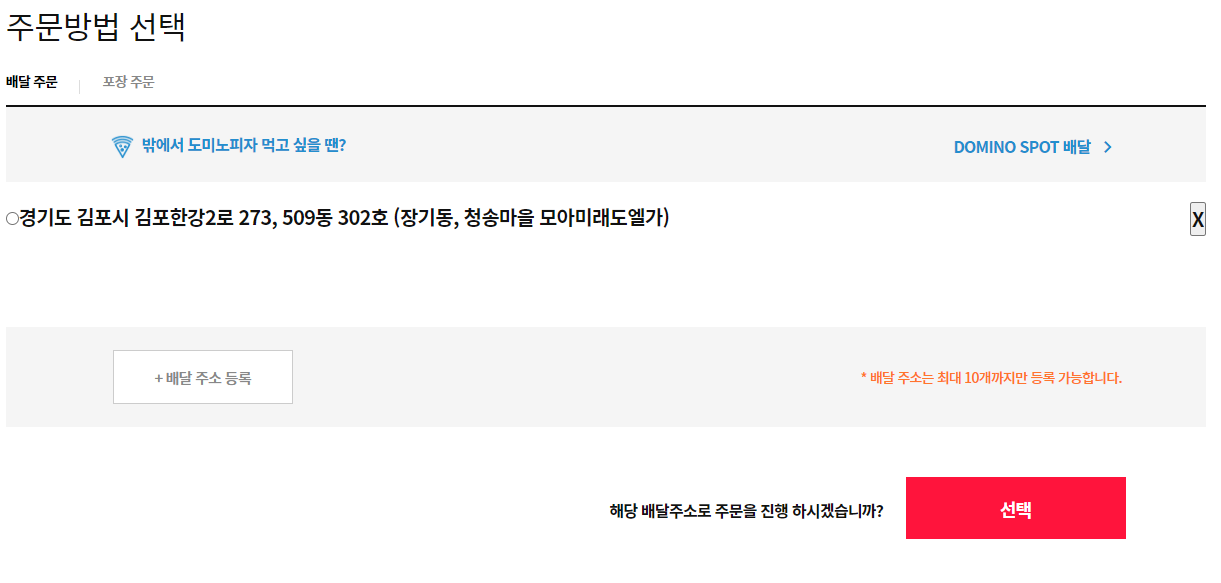 주문방법 선택
배달 주문 포장 주문
밖에서 도미노피자 먹고 싶을 땐? DOMINO SPOT 배달 >
경기도 김포시 김포한강2로 273, 509동 302호 (장기동, 청송마을 모아미래도엘가) X
+ 배달 주소 등록 * 배달 주소는 최대 10개까지만 등록 가능합니다.
해당 배달주소로 주문을 진행 하시겠습니까? 선택